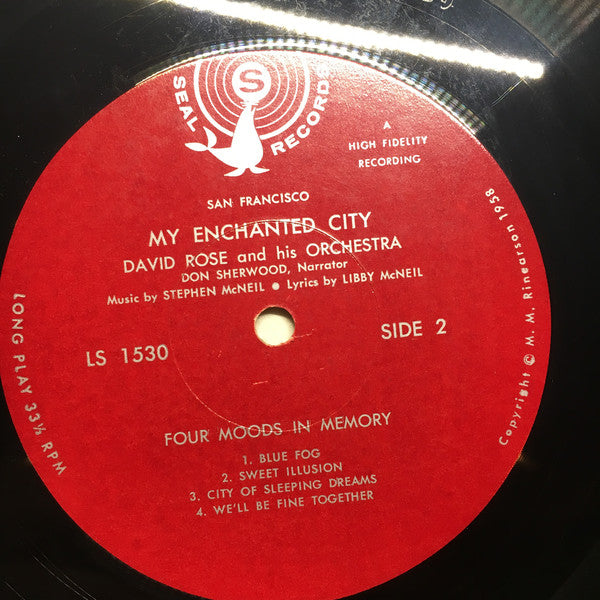 SEAL RECORDS
S
A
HIGH FIDELITY
RECORDING
SAN FRANCISCO
MY ENCHANTED CITY
DAVID ROSE and his ORCHESTRA
DON SHERWOOD, Narrator
Music by STEPHEN McNEIL ● Lyrics by LIBBY McNEIL
LS 1530
SIDE 2
LONG PLAY 33⅓ RPM
Copyright © M. M. Rinearson 1958
FOUR MOODS IN MEMORY
1. BLUE FOG
2. SWEET ILLUSION
3. CITY OF SLEEPING DREAMS
4. WE'LL BE FINE TOGETHER